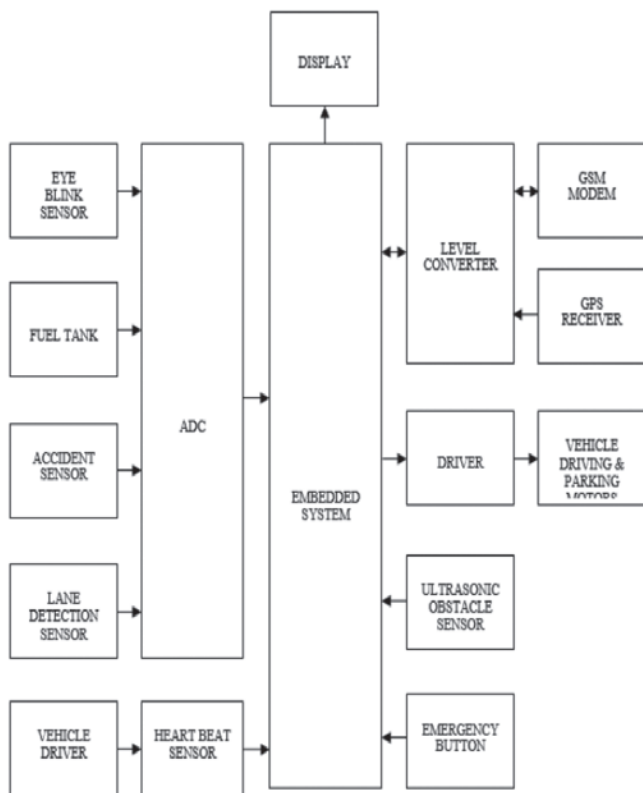 DISPLAY
EYE
BLINK
SENSOR
FUEL TANK
ACCIDENT
SENSOR
LANE
DETECTION
SENSOR
VEHICLE
DRIVER
ADC
HEART BEAT
SENSOR
EMBEDDED
SYSTEM
LEVEL
CONVERTER
GSM
MODEM
GPS
RECEIVER
DRIVER
VEHICLE
DRIVING &
PARKING
MOTORS
ULTRASONIC
OBSTACLE
SENSOR
EMERGENCY
BUTTON